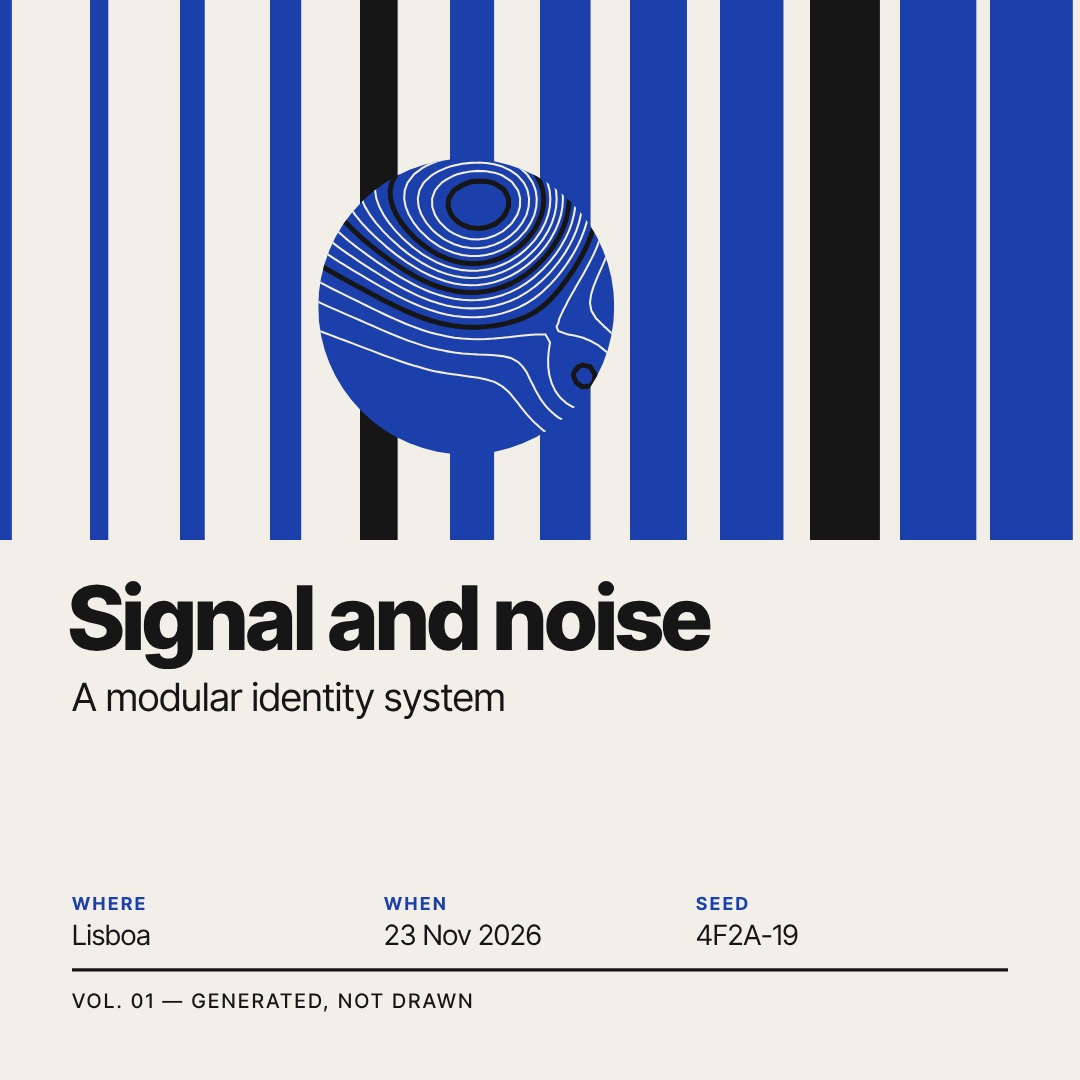 Signal and noise
A modular identity system
WHERE
Lisboa
WHEN
23 Nov 2026
SEED
4F2A-19
VOL. 01 — GENERATED, NOT DRAWN